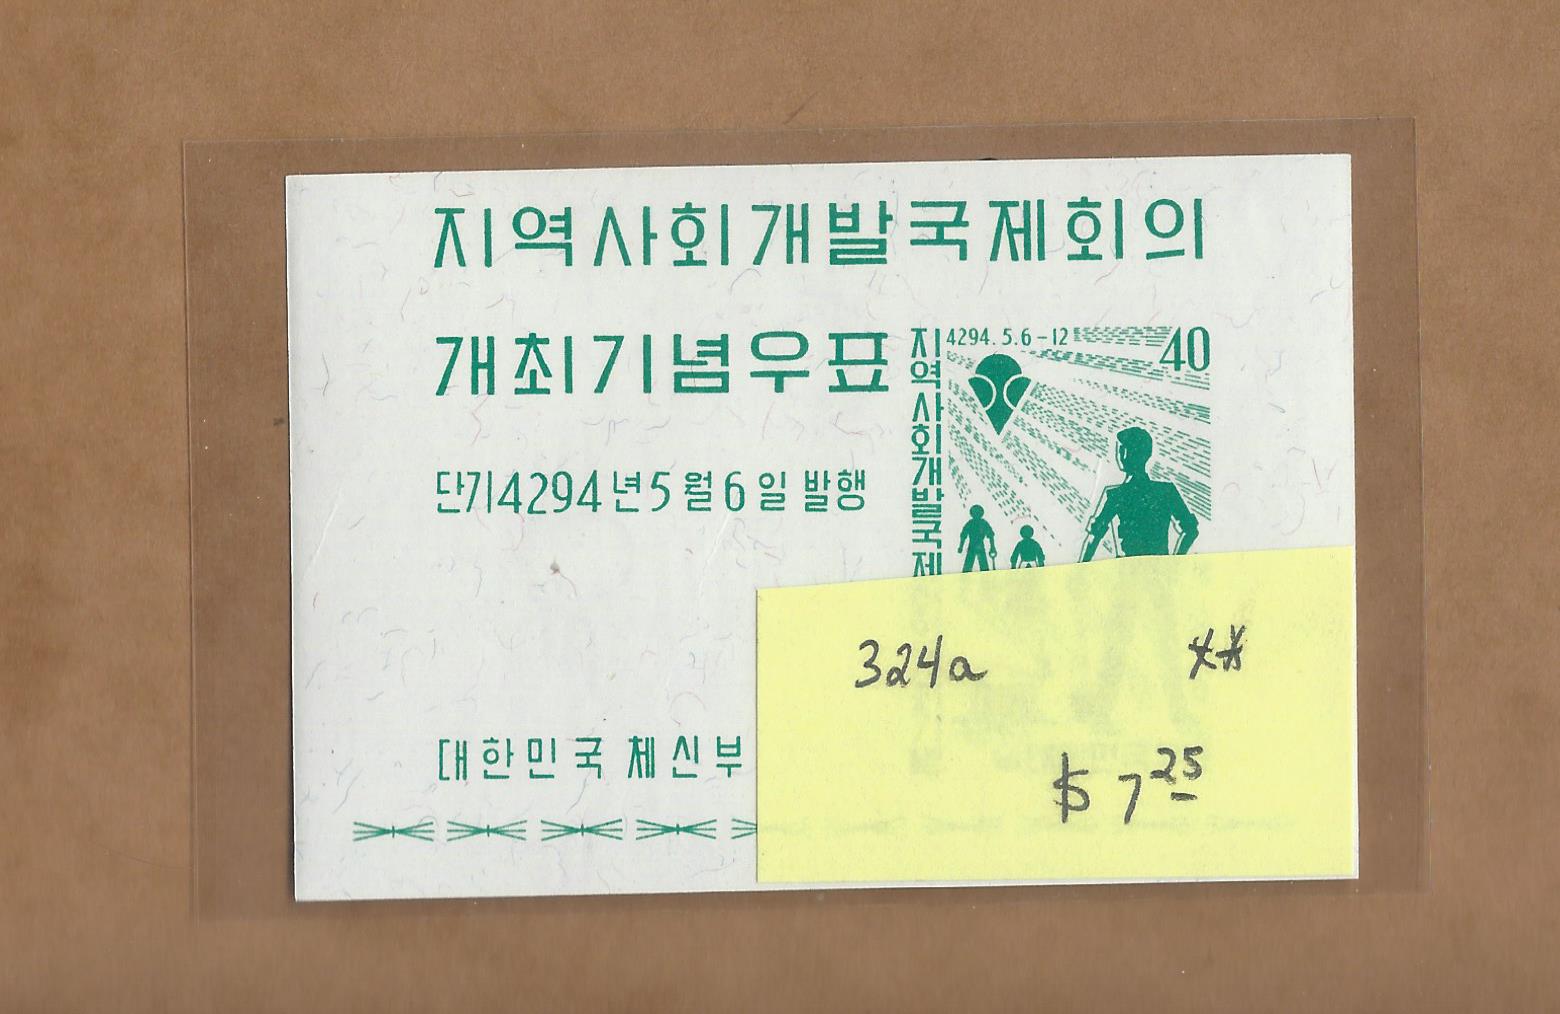 지역사회개발국제회의
개최기념우표
지역사회개발국제
4294.5.6-12
40
단기4294년5월6일 발행
324a **
$ 7 25
대한민국 체신부